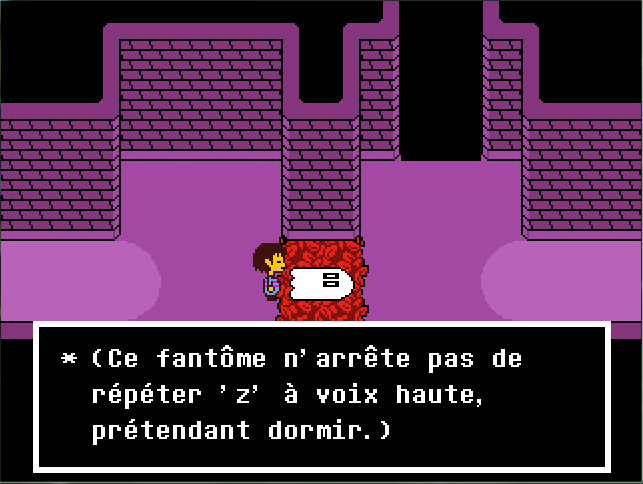 * (Ce fantôme n'arrête pas de
répéter 'z' à voix haute,
prétendant dormir.)